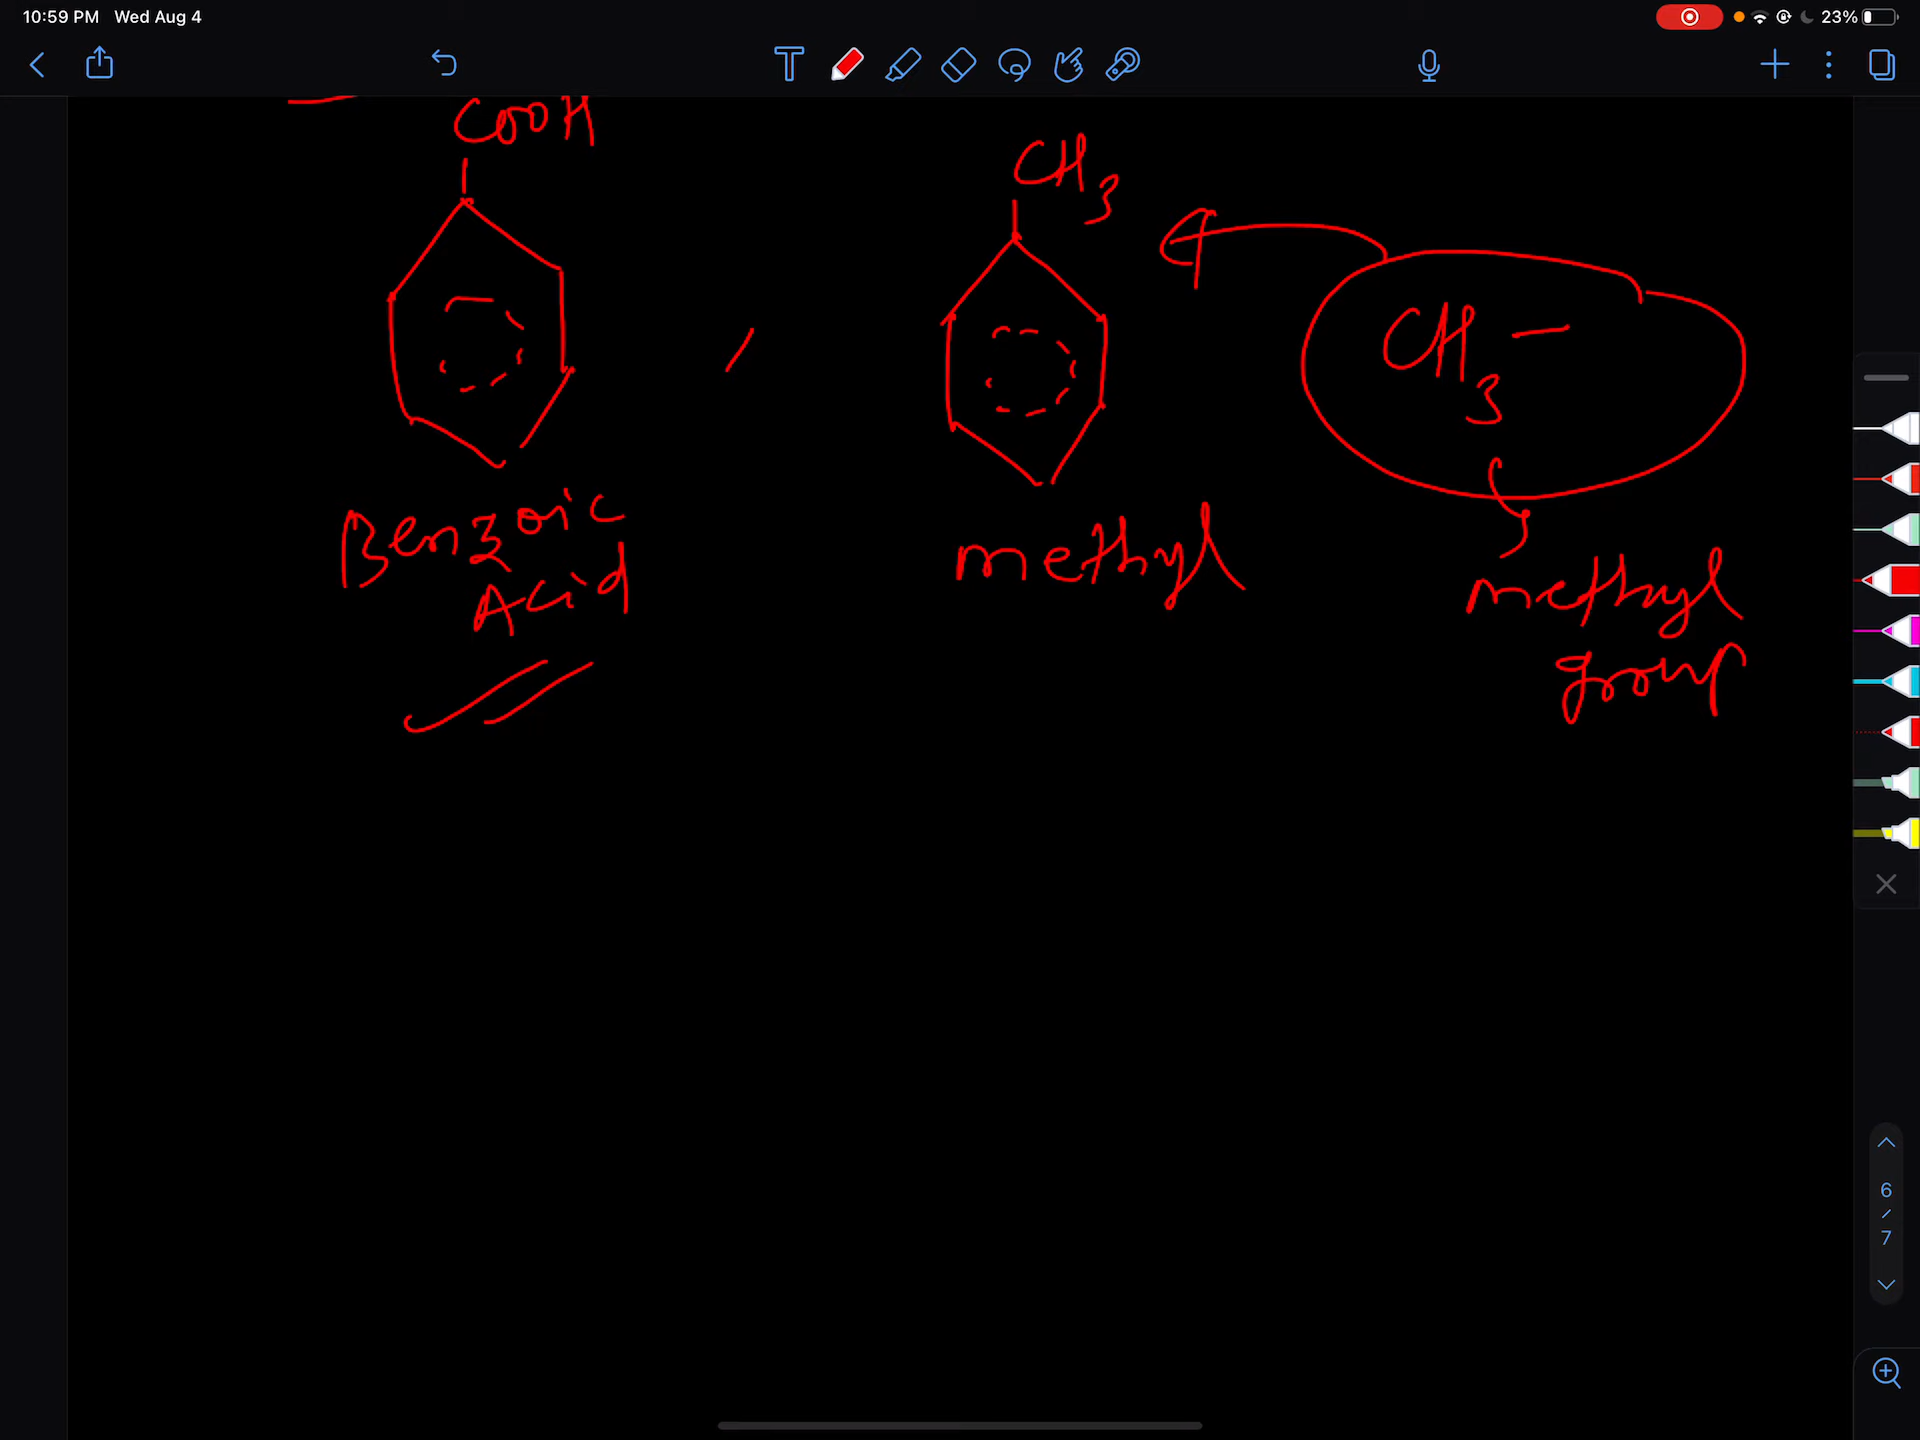 10:59 PM Wed Aug 4
23%
COOH
CH3
CH3 —
Benzoic
Acid
methyl
methyl
group
6
/
7